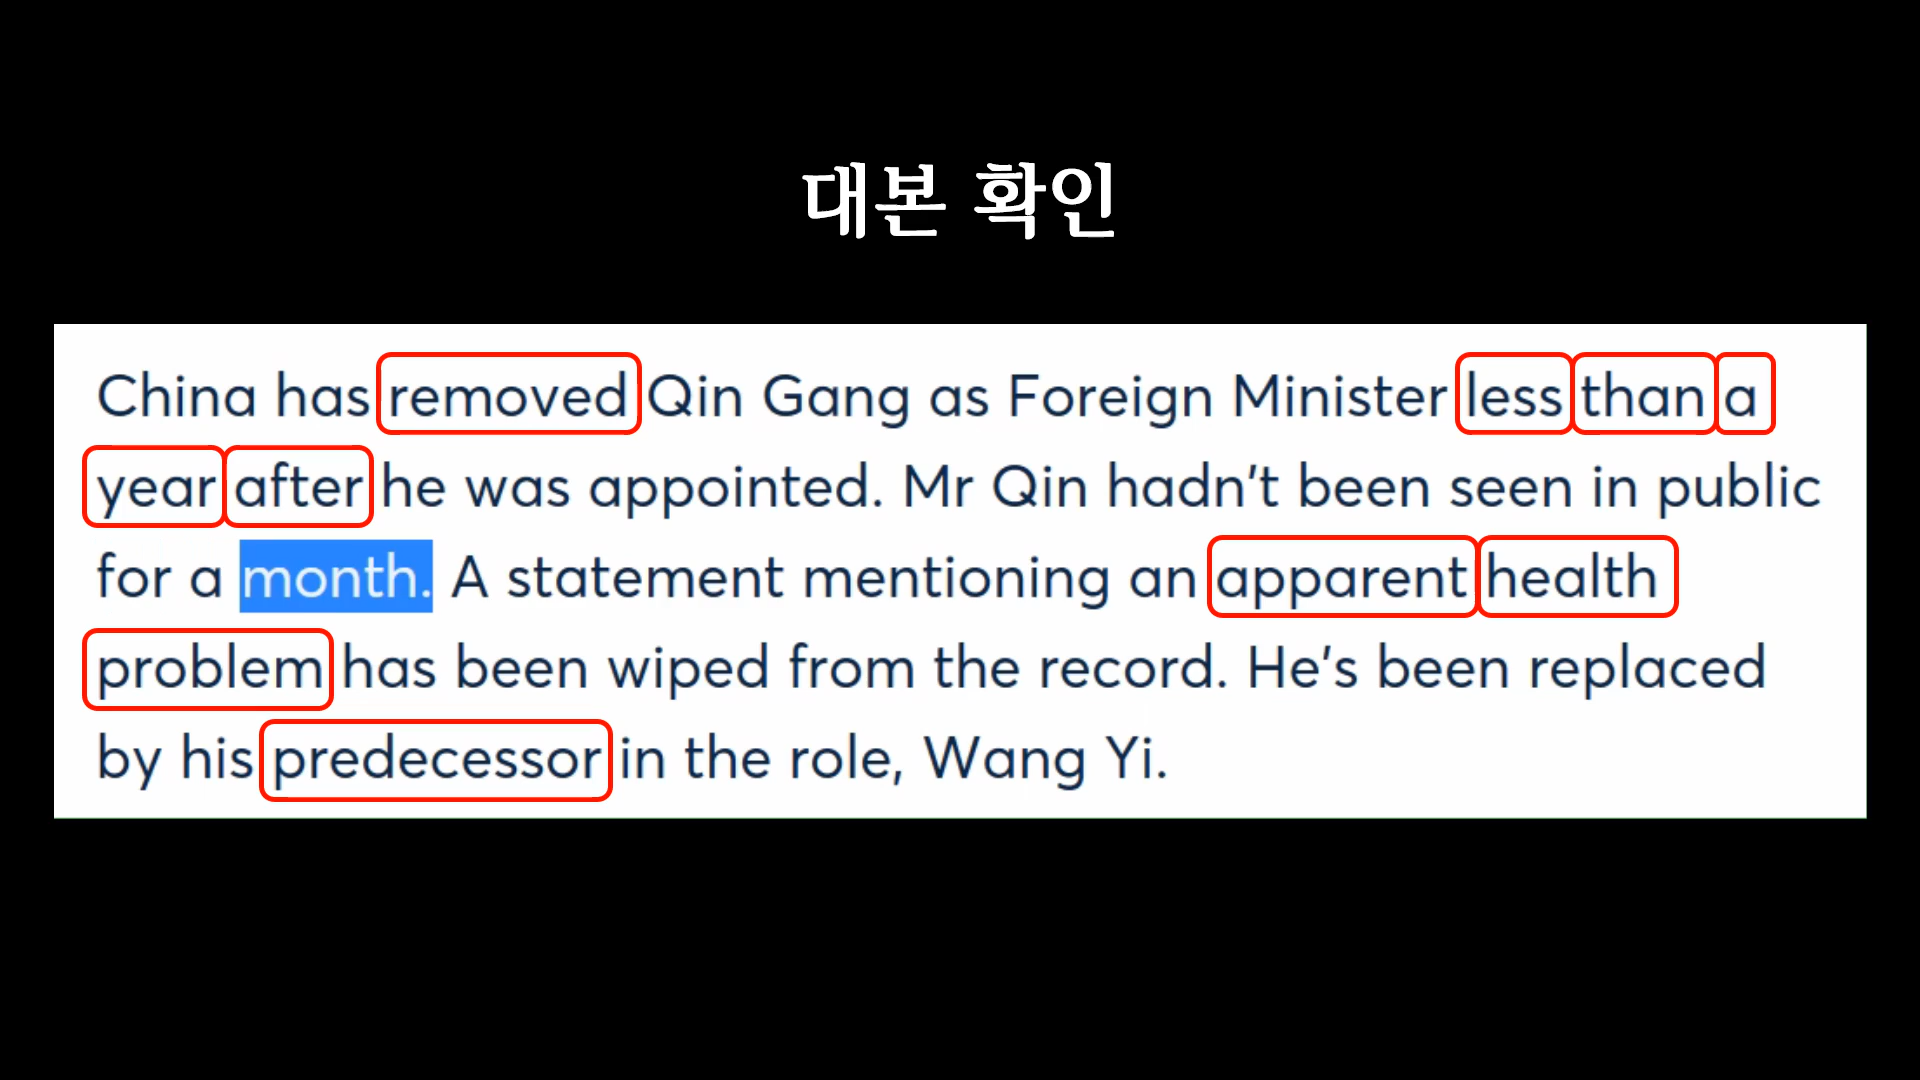 대본 확인
China has removed Qin Gang as Foreign Minister less than a
year after he was appointed. Mr Qin hadn't been seen in public
for a month. A statement mentioning an apparent health
problem has been wiped from the record. He's been replaced
by his predecessor in the role, Wang Yi.